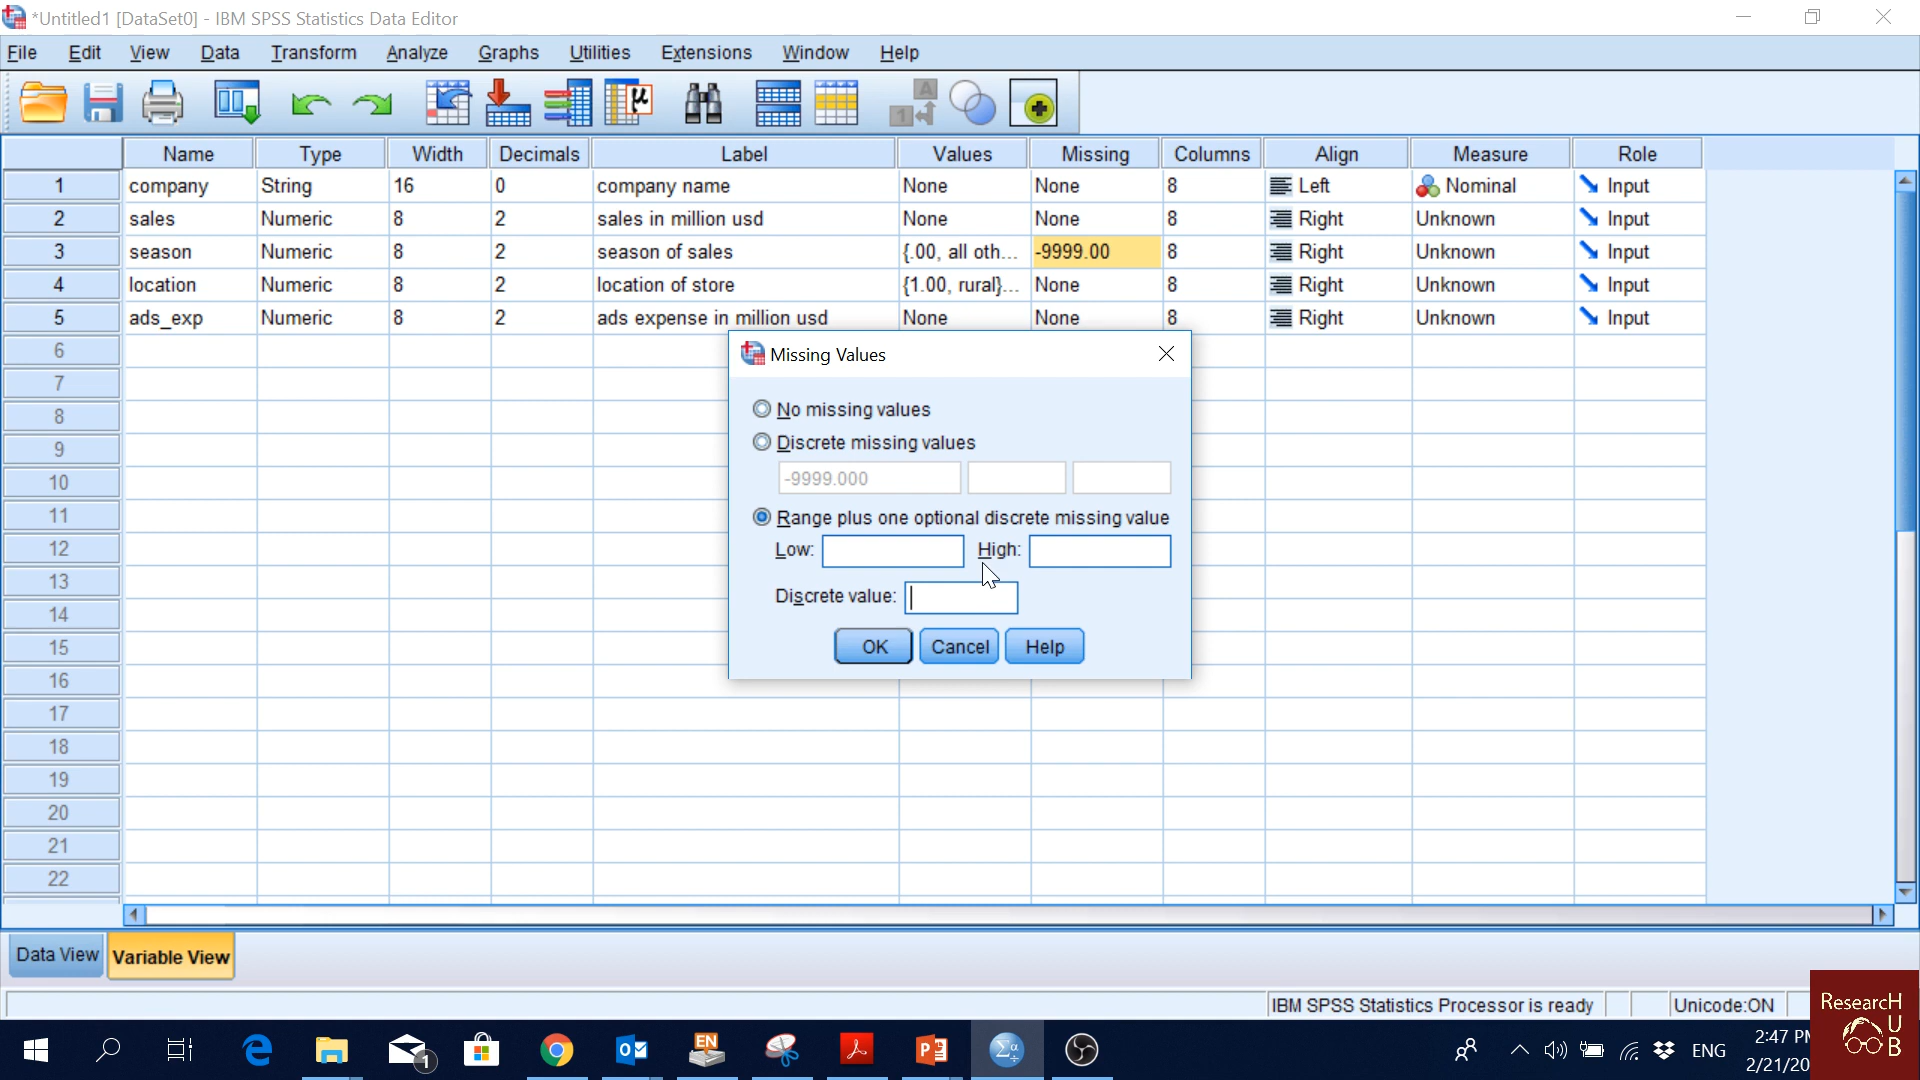 *Untitled1 [DataSet0] - IBM SPSS Statistics Data Editor
File Edit View Data Transform Analyze Graphs Utilities Extensions Window Help
Name Type Width Decimals Label Values Missing Columns Align Measure Role
1 company String 16 0 company name None None 8 Left Nominal Input
2 sales Numeric 8 2 sales in million usd None None 8 Right Unknown Input
3 season Numeric 8 2 season of sales {.00, all oth... -9999.00 8 Right Unknown Input
4 location Numeric 8 2 location of store {1.00, rural}... None 8 Right Unknown Input
5 ads_exp Numeric 8 2 ads expense in million usd None None 8 Right Unknown Input
6
7
8
9
10
11
12
13
14
15
16
17
18
19
20
21
22
Missing Values
No missing values
Discrete missing values
-9999.000
Range plus one optional discrete missing value
Low: High:
Discrete value:
OK Cancel Help
Data View Variable View
IBM SPSS Statistics Processor is ready Unicode:ON
ResearcH
U
B
EN
1
ENG
2:47 PM
2/21/20